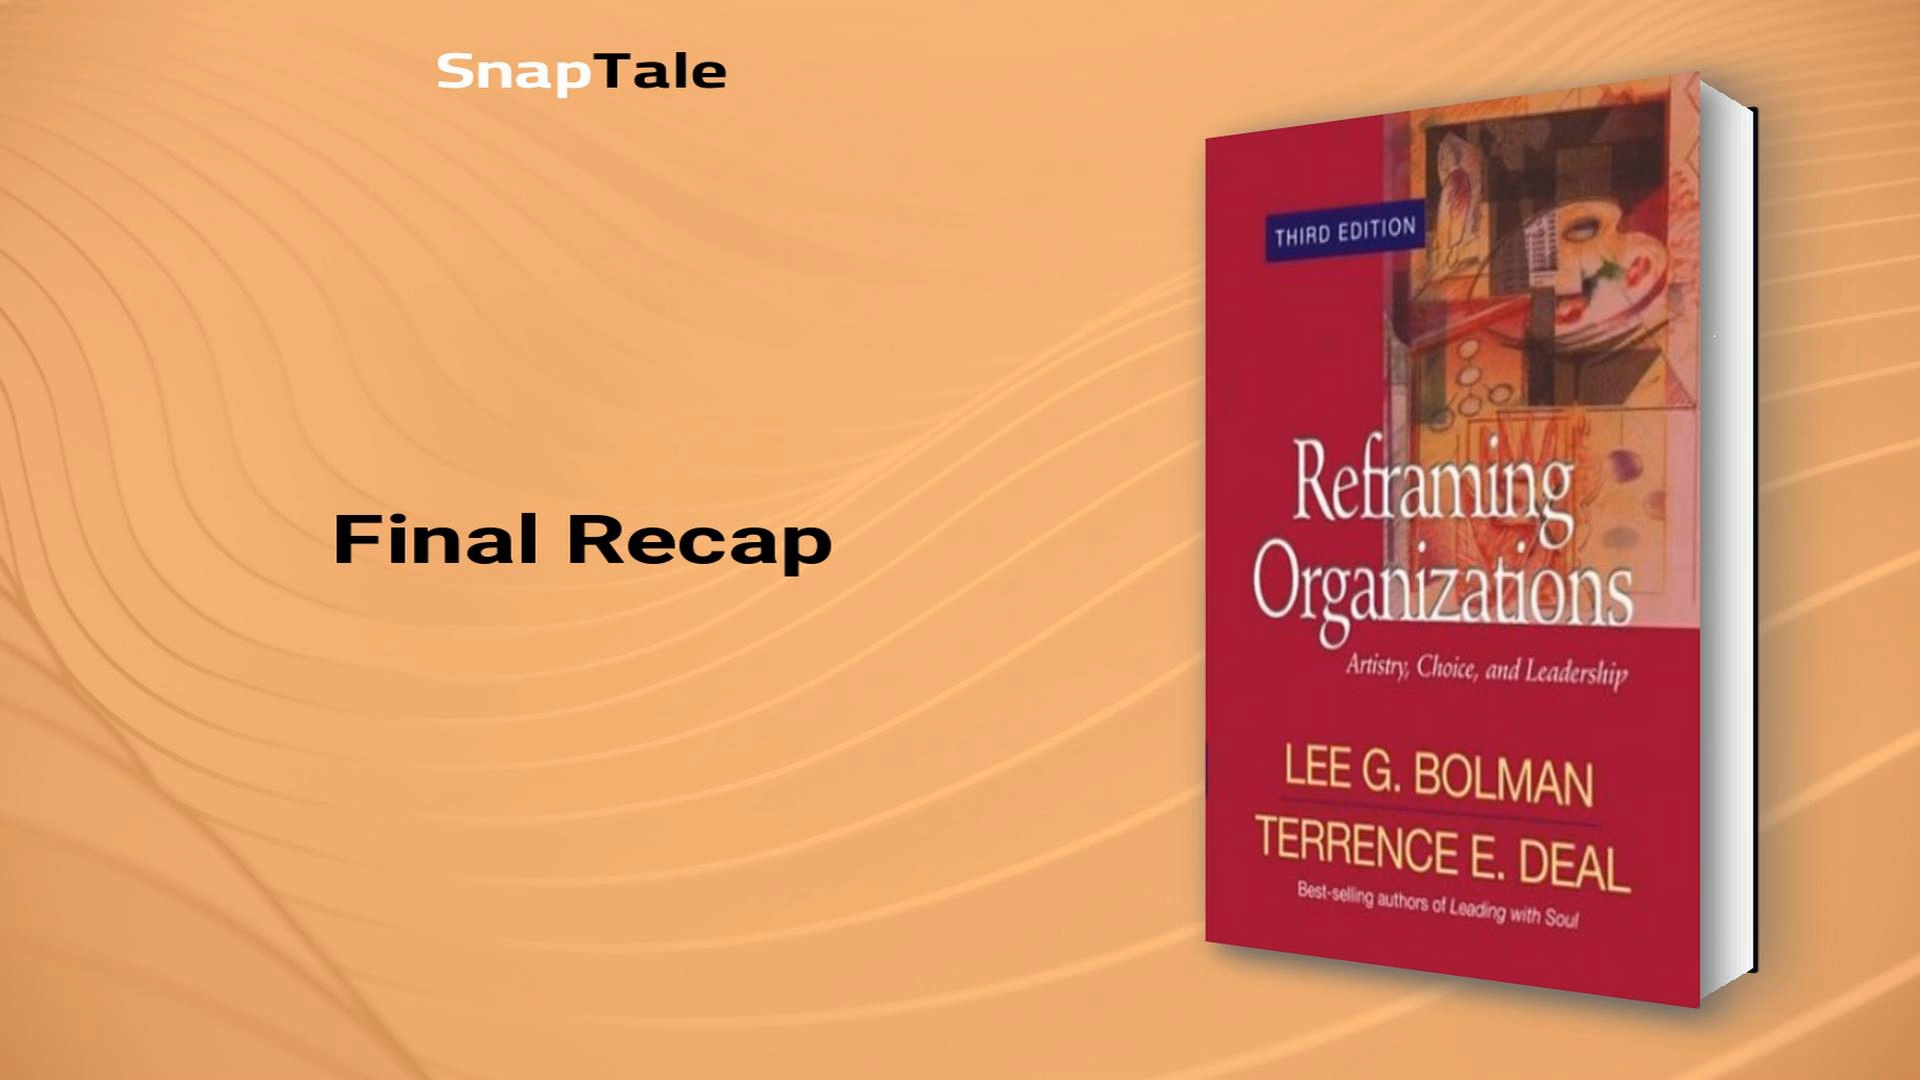 SnapTale
Final Recap
THIRD EDITION
Reframing
Organizations
Artistry, Choice, and Leadership
LEE G. BOLMAN
TERRENCE E. DEAL
Best-selling authors of Leading with Soul